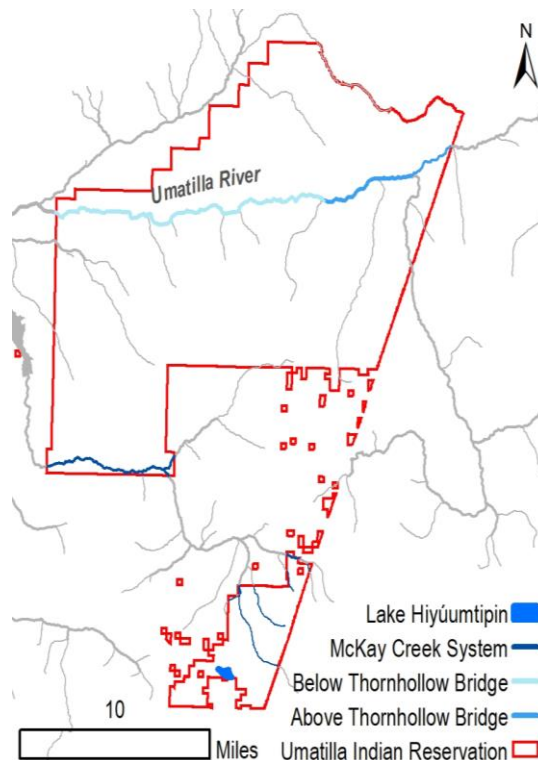 N
Umatilla River
Lake Hiyúumtipin
McKay Creek System
Below Thornhollow Bridge
Above Thornhollow Bridge
10
Miles Umatilla Indian Reservation